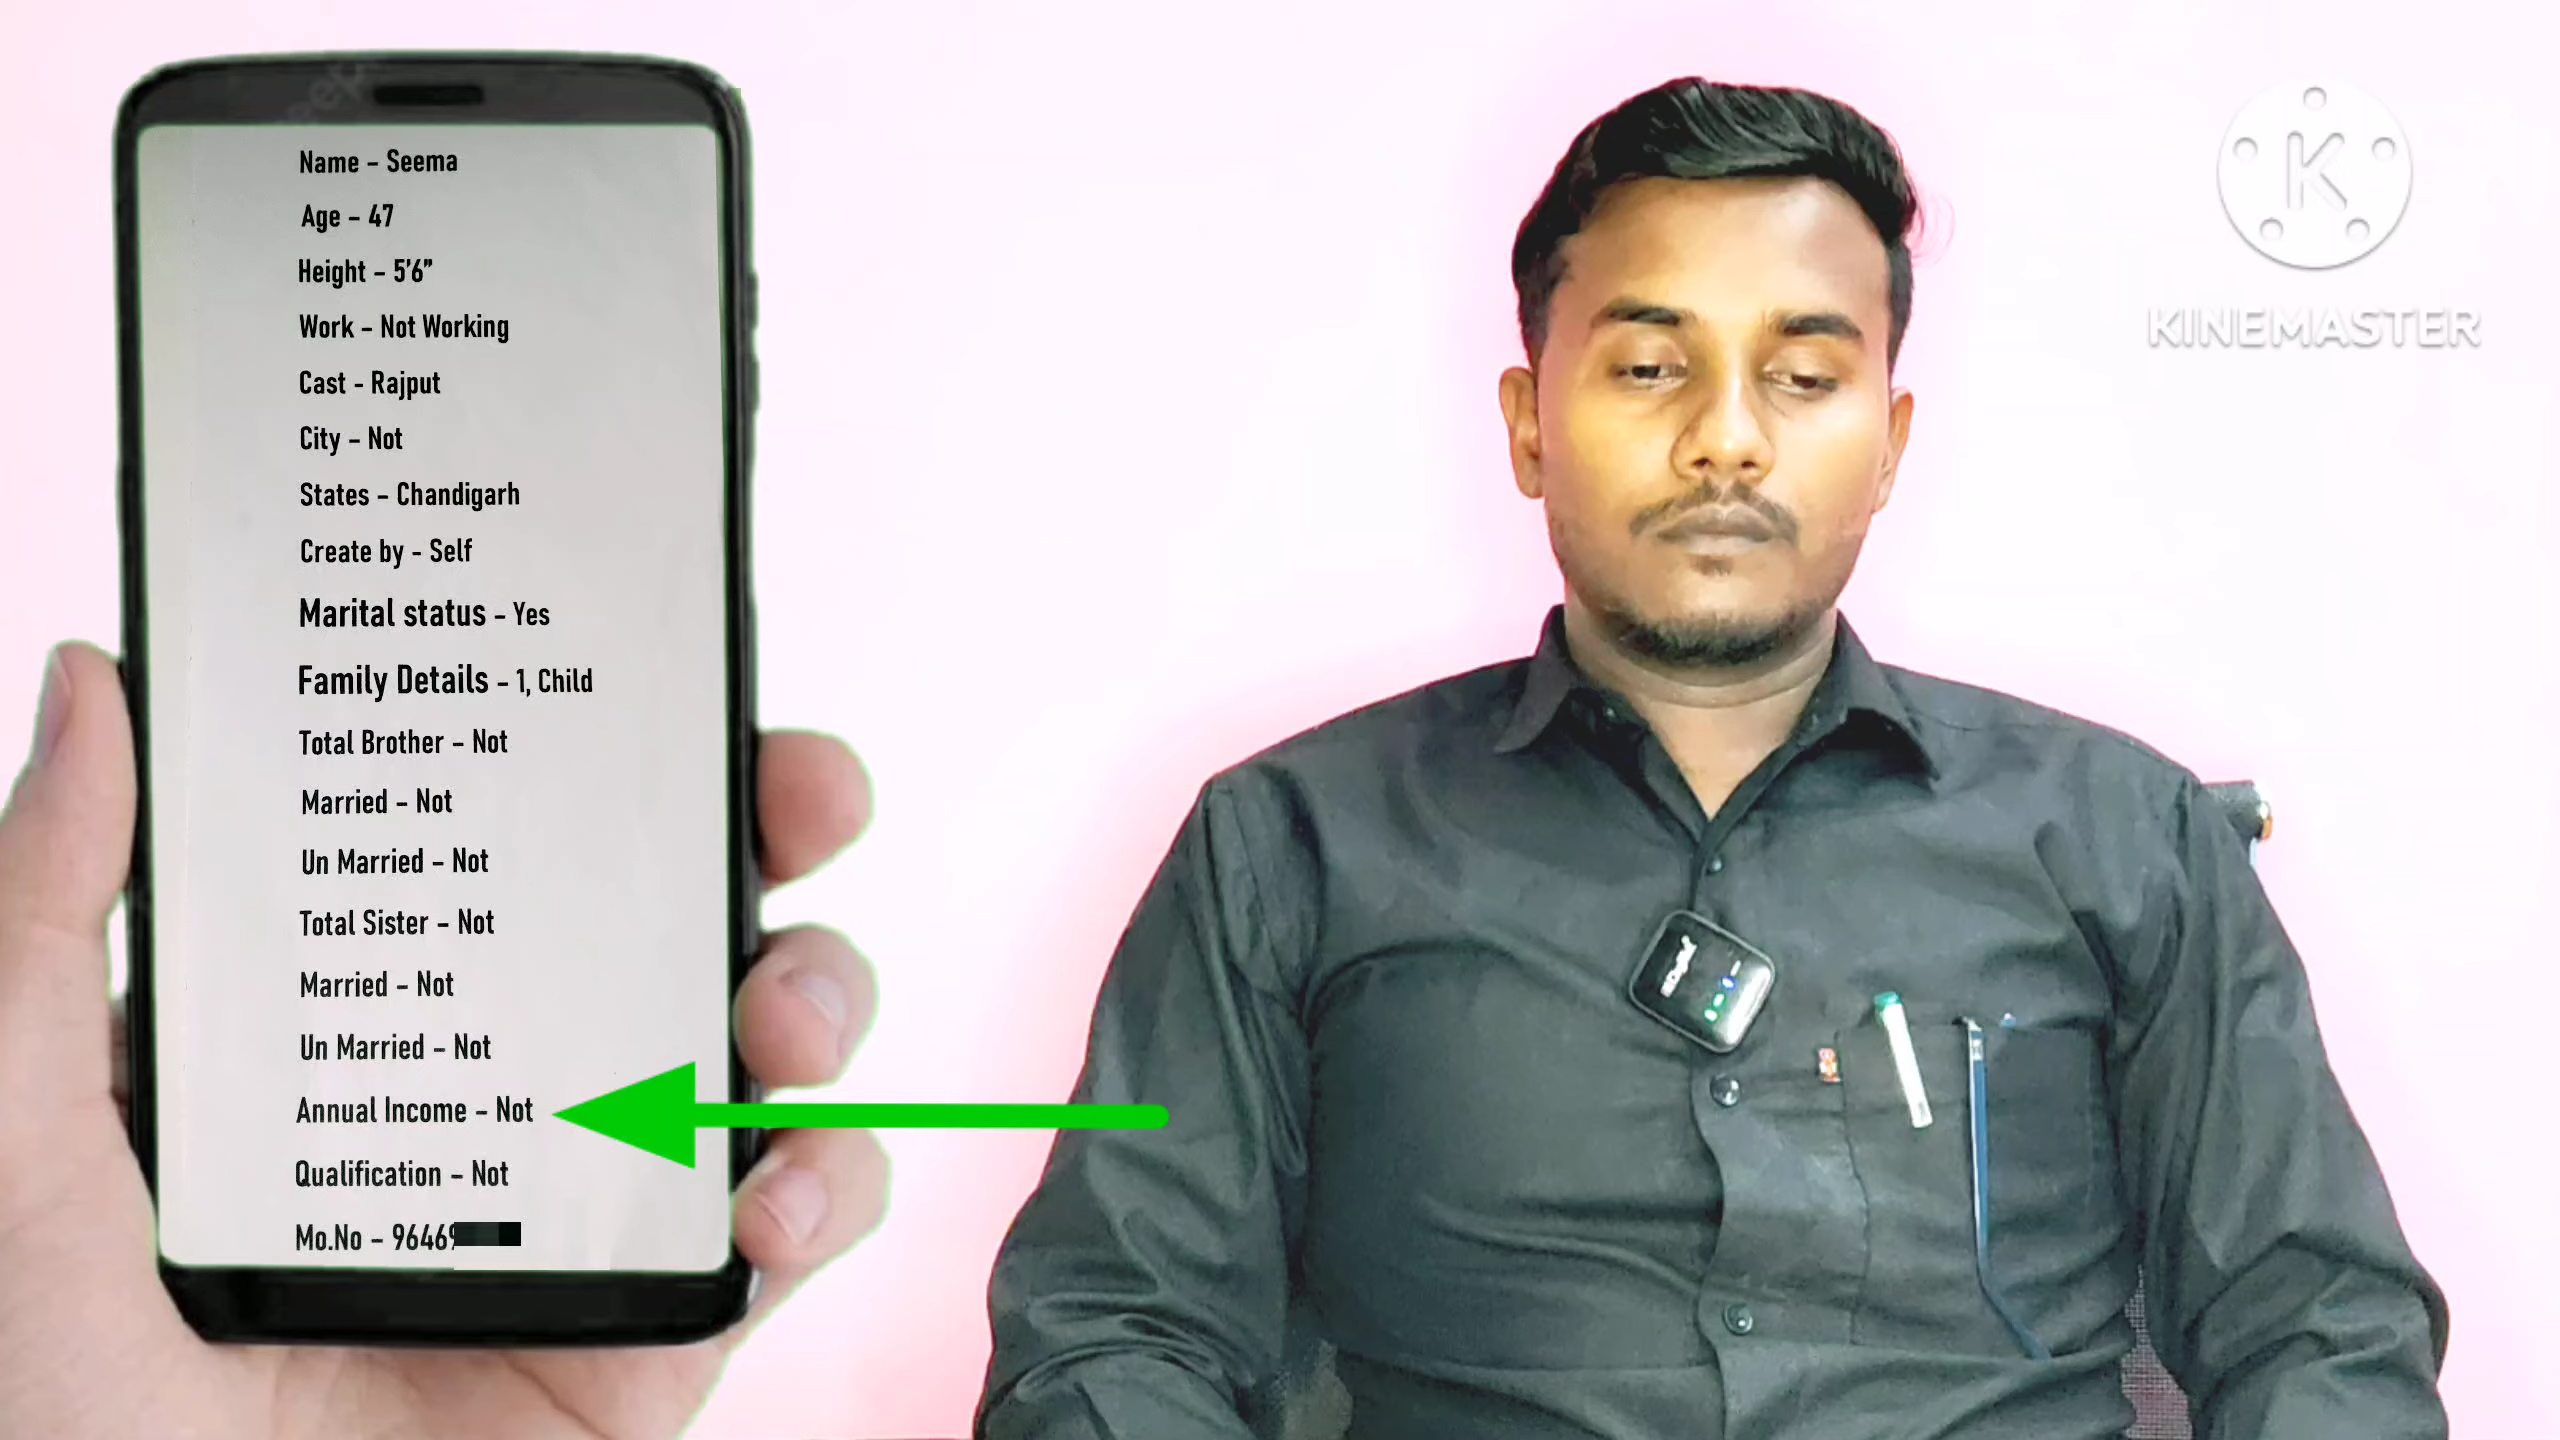 Name - Seema
Age - 47
Height - 5'6"
Work - Not Working
Cast - Rajput
City - Not
States - Chandigarh
Create by - Self
Marital status - Yes
Family Details - 1, Child
Total Brother - Not
Married - Not
Un Married - Not
Total Sister - Not
Married - Not
Un Married - Not
Annual Income - Not
Qualification - Not
Mo.No - 96469
K
KINEMASTER